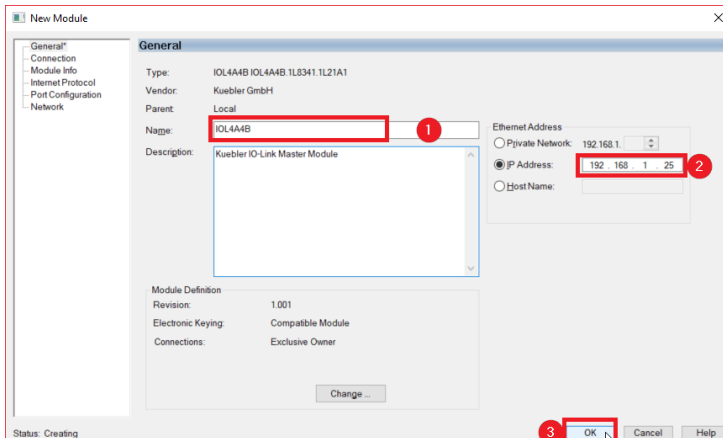 New Module
General*
Connection
Module Info
Internet Protocol
Port Configuration
Network
General
Type: IOL4A4B IOL4A4B.1L8341.1L21A1
Vendor: Kuebler GmbH
Parent Local
Name: IOL4A4B
1
Description: Kuebler IO-Link Master Module
Ethernet Address
Private Network: 192.168.1.
IP Address: 192 . 168 . 1 . 25
2
Host Name:
Module Definition
Revision: 1.001
Electronic Keying: Compatible Module
Connections: Exclusive Owner
Change ...
Status: Creating
3
OK Cancel Help